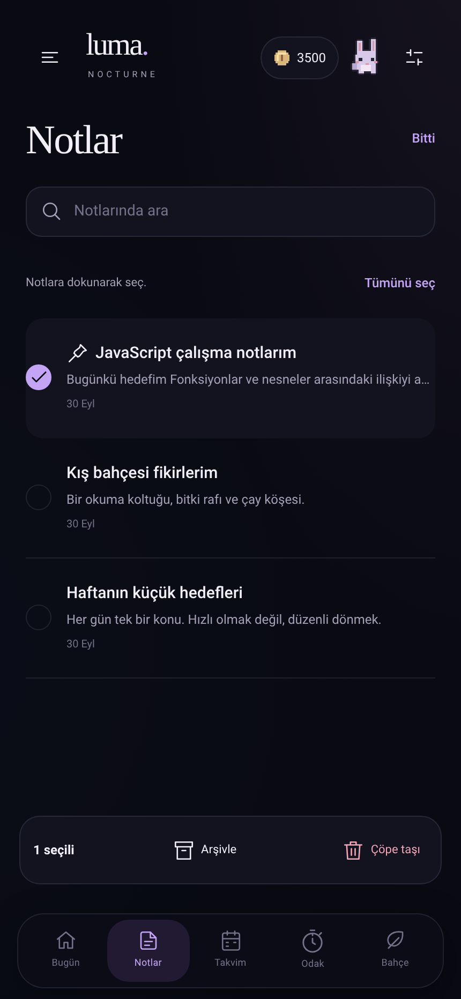 luma.
NOCTURNE
3500
Notlar
Bitti
Notlarında ara
Notlara dokunarak seç.
Tümünü seç
JavaScript çalışma notlarım
Bugünkü hedefim Fonksiyonlar ve nesneler arasındaki ilişkiyi a...
30 Eyl
Kış bahçesi fikirlerim
Bir okuma koltuğu, bitki rafı ve çay köşesi.
30 Eyl
Haftanın küçük hedefleri
Her gün tek bir konu. Hızlı olmak değil, düzenli dönmek.
30 Eyl
1 seçili
Arşivle
Çöpe taşı
Bugün
Notlar
Takvim
Odak
Bahçe